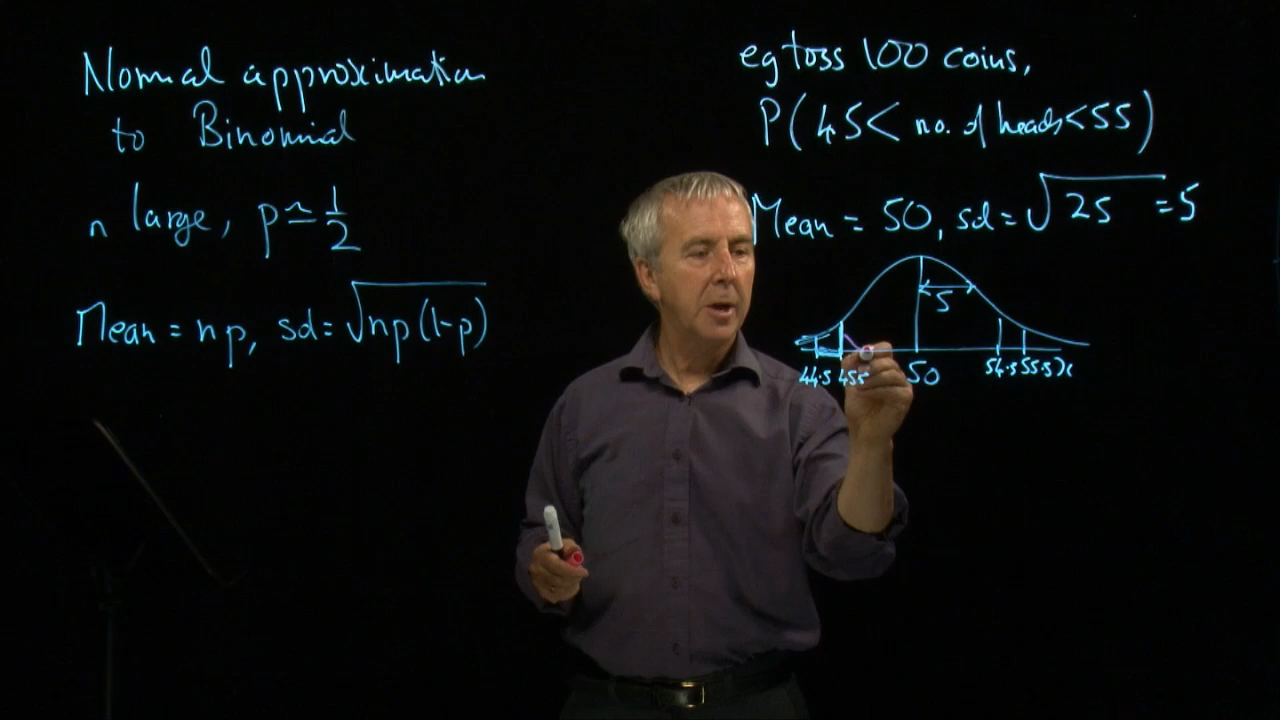 Normal approximation
to Binomial
n large, p ≃ 1/2
Mean = np, sd = √np(1-p)
eg toss 100 coins,
P(45 < no. of heads < 55)
Mean = 50, sd = √25 = 5
5
44.5 45.5 50 54.5 55.5 x